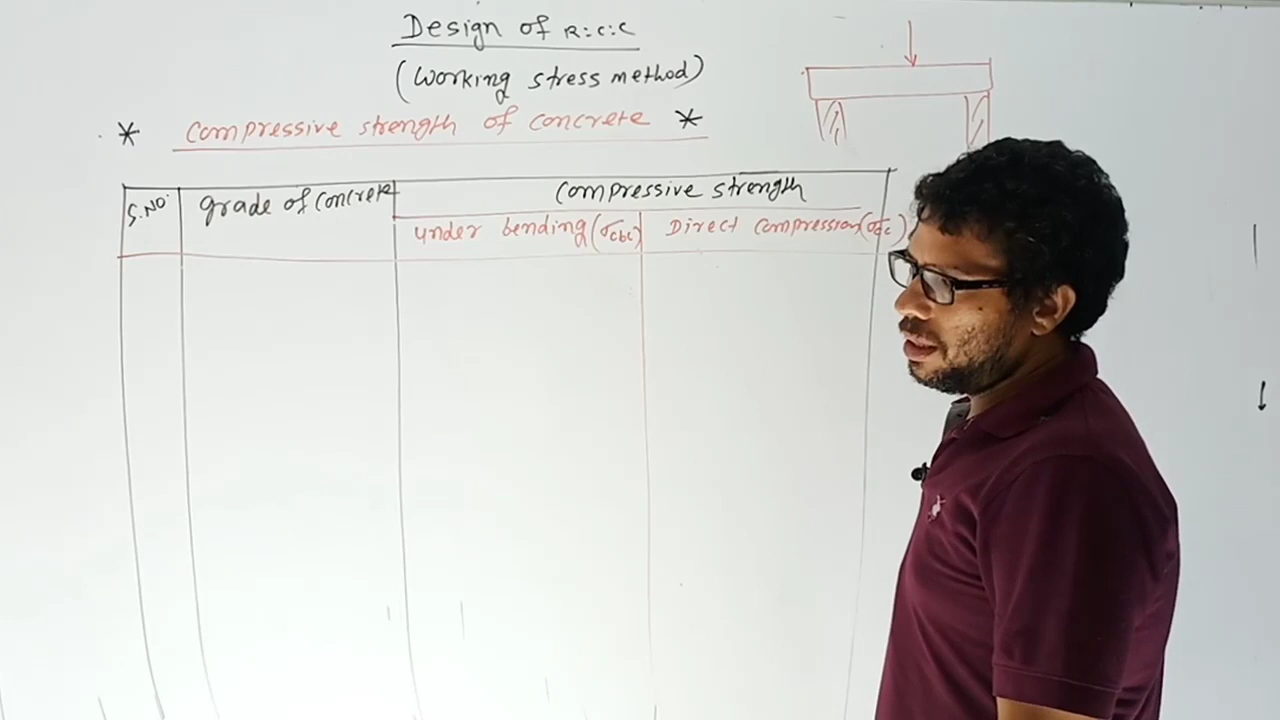 Design of R:C:C
(Working stress method)
* Compressive strength of concrete *
S.NO: grade of concrete Compressive strength
under bending (σcbc) Direct compression (σcc)